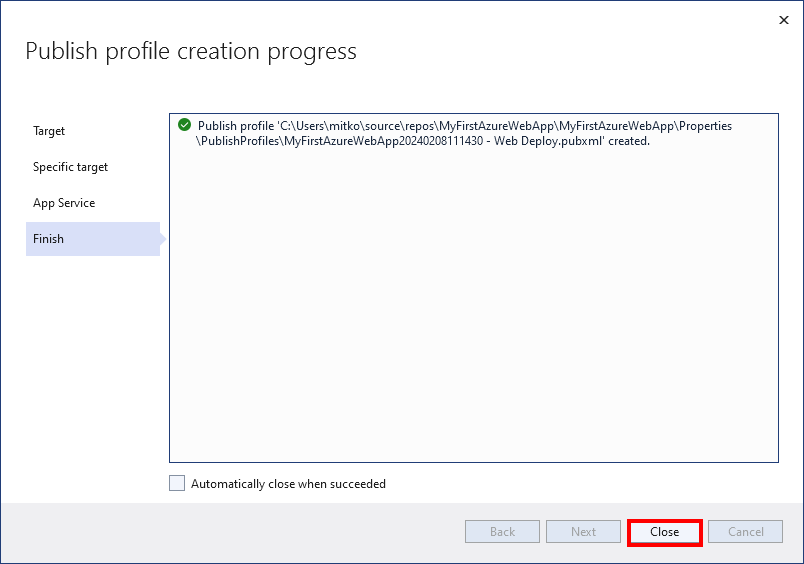 Publish profile creation progress
Target
Specific target
App Service
Finish
Publish profile 'C:\Users\mitko\source\repos\MyFirstAzureWebApp\MyFirstAzureWebApp\Properties
\PublishProfiles\MyFirstAzureWebApp20240208111430 - Web Deploy.pubxml' created.
Automatically close when succeeded
Back
Next
Close
Cancel